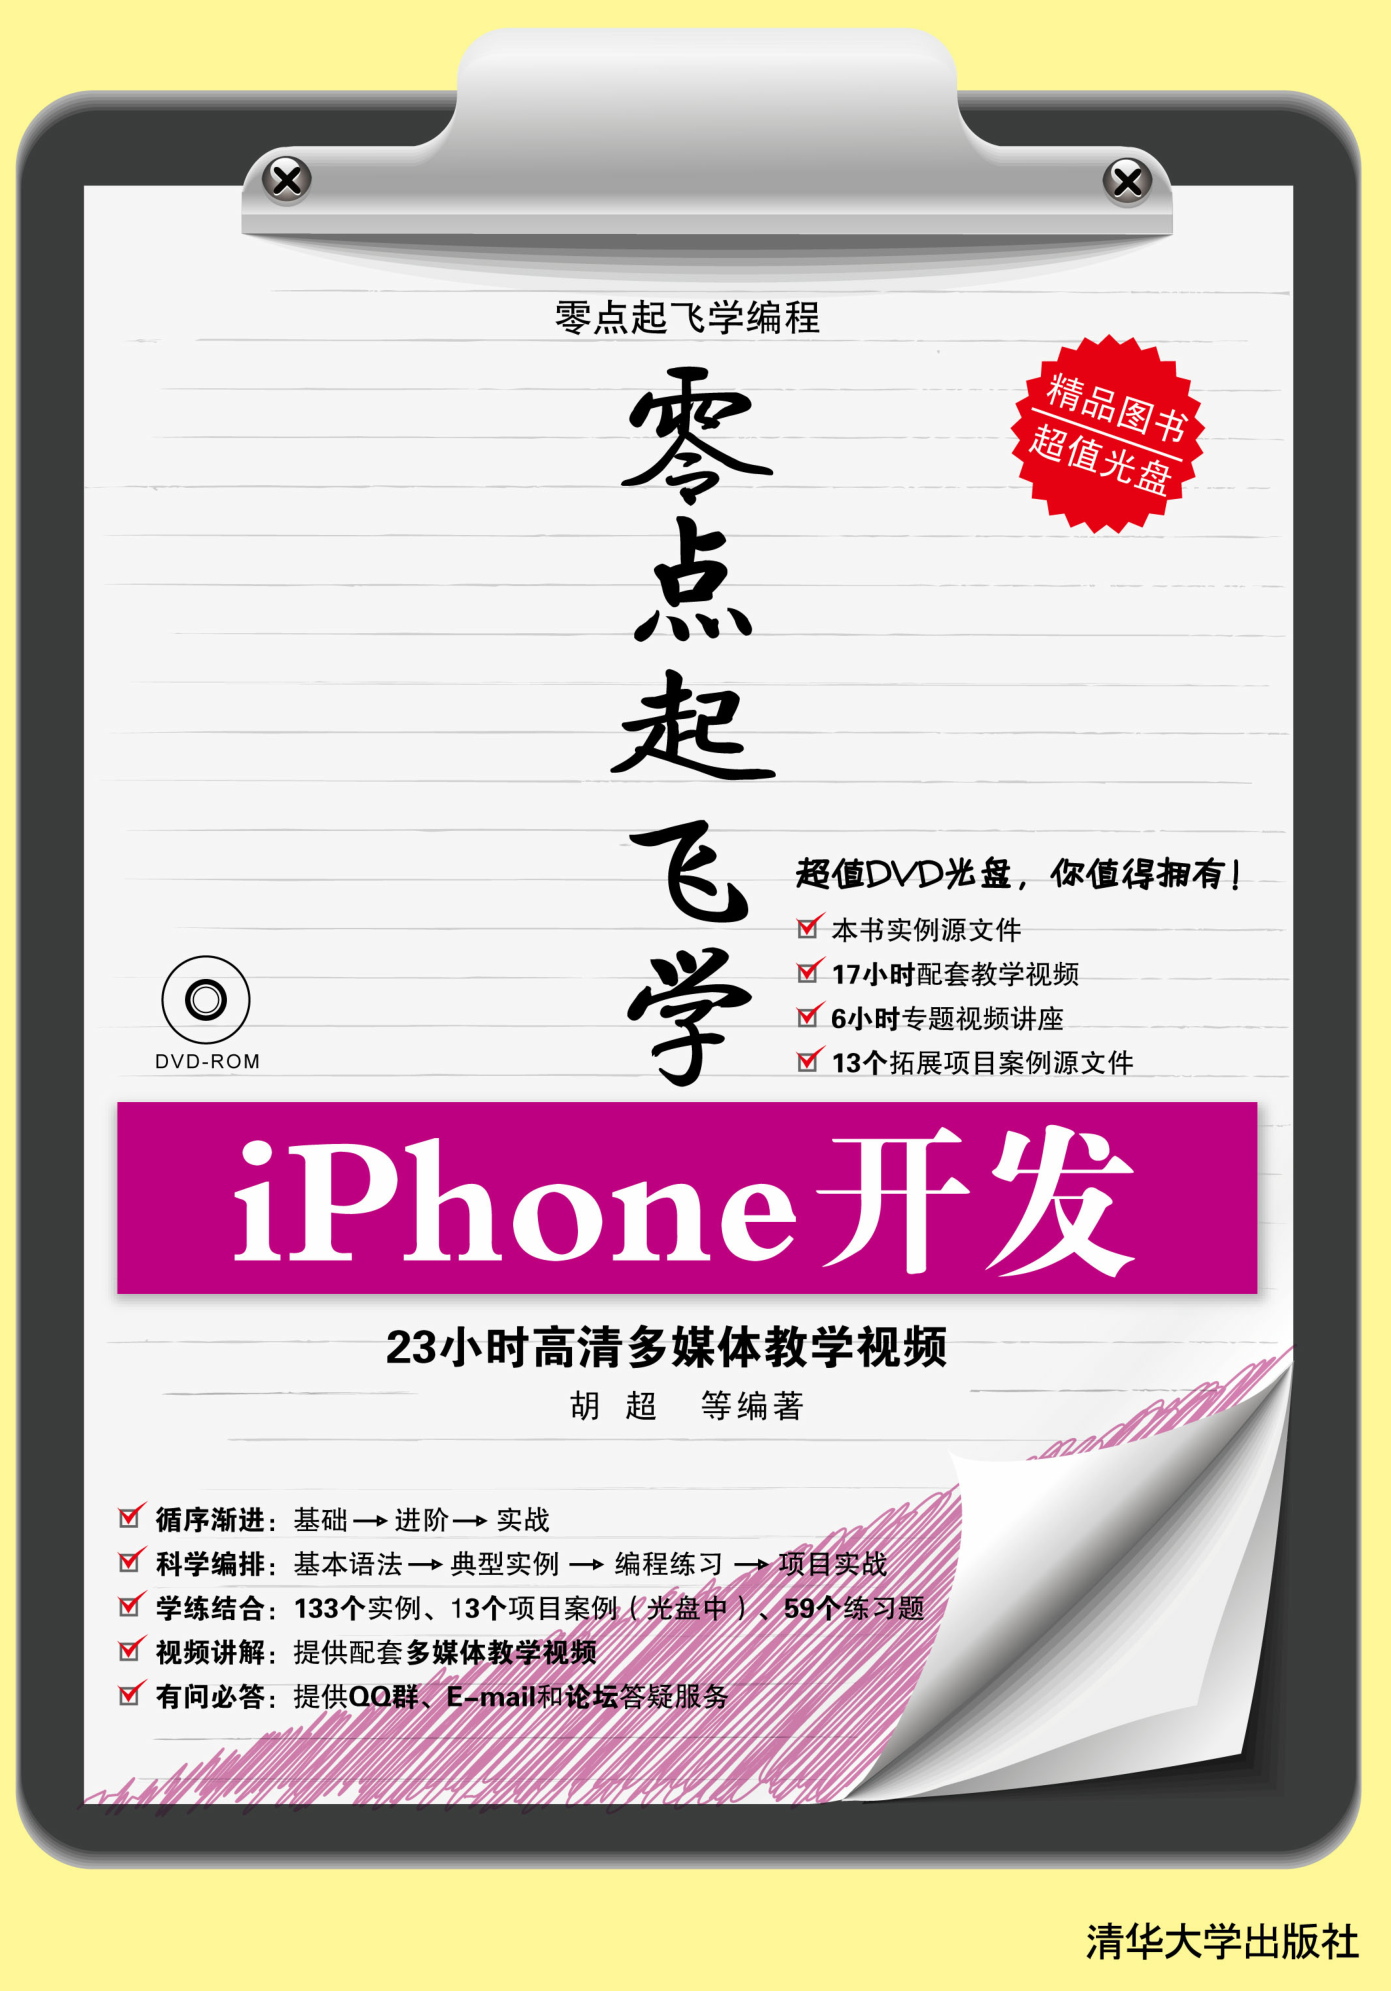 零点起飞学编程
零点起飞学
精品图书
超值光盘
超值DVD光盘，你值得拥有！
本书实例源文件
17小时配套教学视频
6小时专题视频讲座
13个拓展项目案例源文件
DVD-ROM
iPhone开发
23小时高清多媒体教学视频
胡 超 等编著
循序渐进：基础→进阶→实战
科学编排：基本语法→典型实例→编程练习→项目实战
学练结合：133个实例、13个项目案例（光盘中）、59个练习题
视频讲解：提供配套多媒体教学视频
有问必答：提供QQ群、E-mail和论坛答疑服务
清华大学出版社